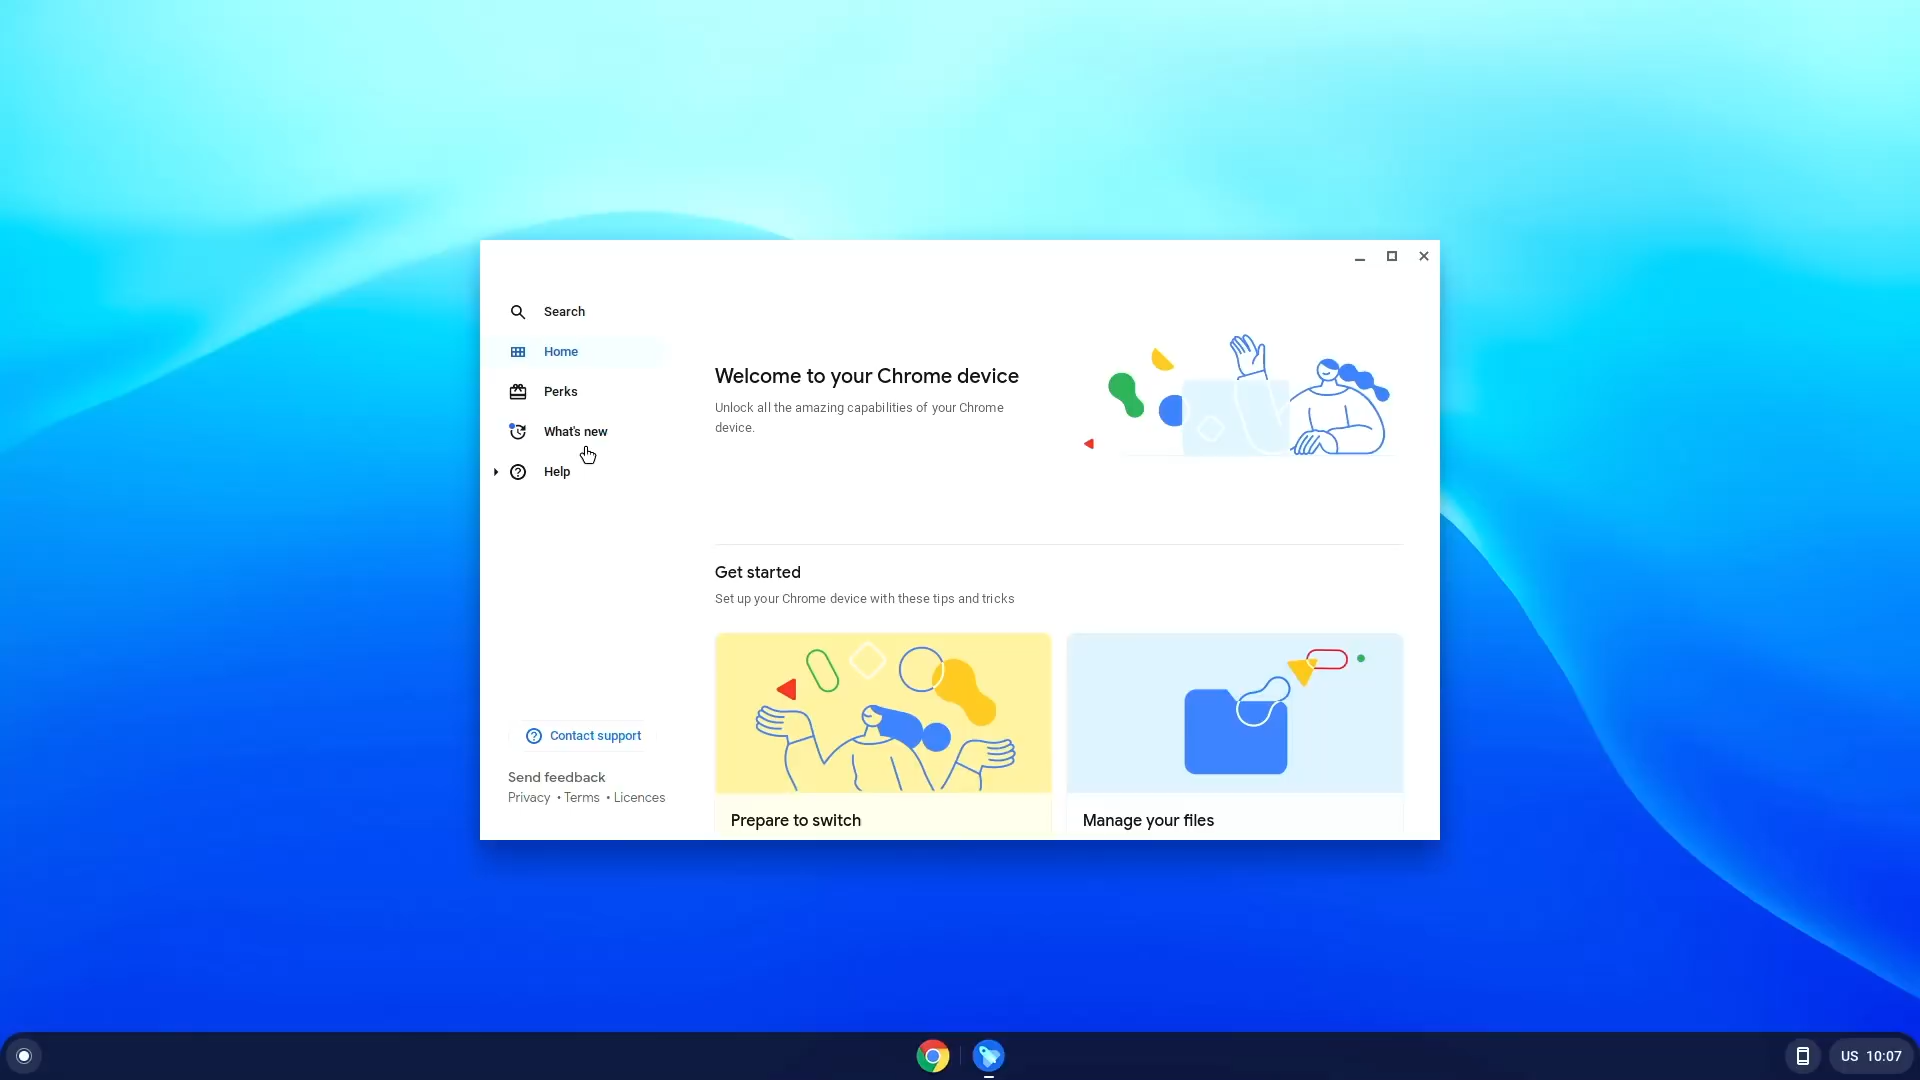 Search
Home
Perks
What's new
Help
Contact support
Send feedback
Privacy • Terms • Licences
Welcome to your Chrome device
Unlock all the amazing capabilities of your Chrome
device.
Get started
Set up your Chrome device with these tips and tricks
Prepare to switch
Manage your files
US 10:07